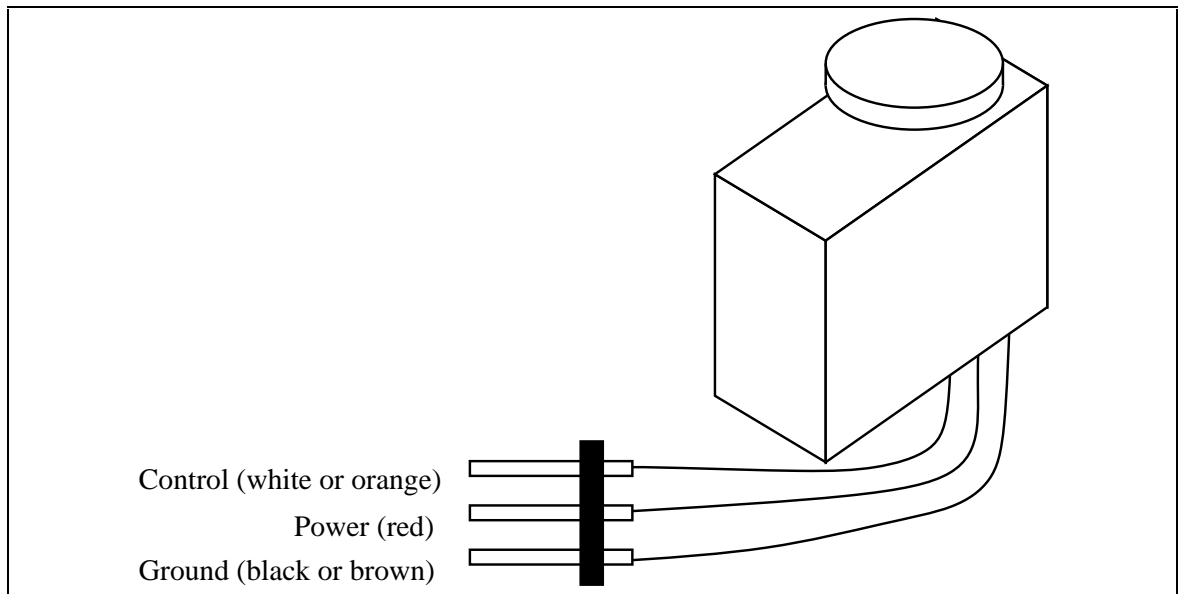 Control (white or orange)
Power (red)
Ground (black or brown)